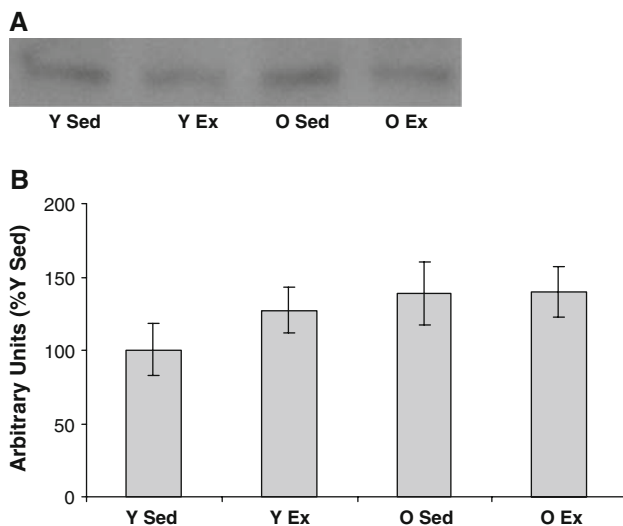 A
Y Sed Y Ex O Sed O Ex
B
Arbitrary Units (%Y Sed)
200
150
100
50
0
Y Sed Y Ex O Sed O Ex